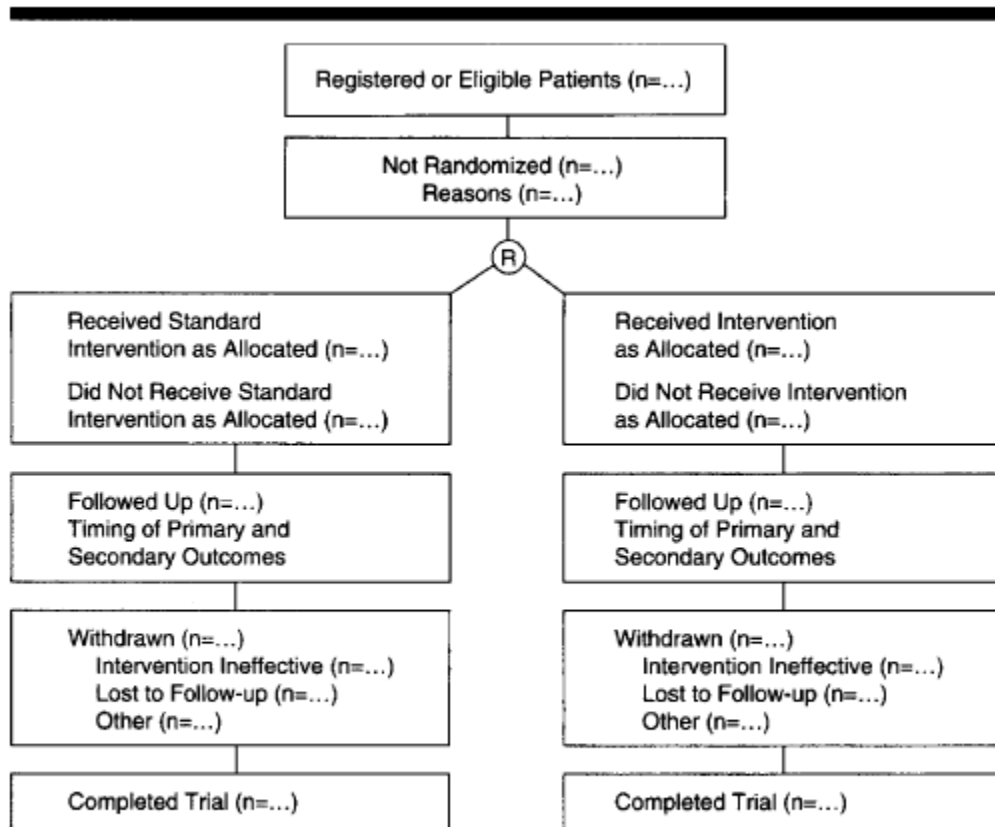 Registered or Eligible Patients (n=...)
Not Randomized (n=...)
Reasons (n=...)
R
Received Standard
Intervention as Allocated (n=...)
Did Not Receive Standard
Intervention as Allocated (n=...)
Received Intervention
as Allocated (n=...)
Did Not Receive Intervention
as Allocated (n=...)
Followed Up (n=...)
Timing of Primary and
Secondary Outcomes
Followed Up (n=...)
Timing of Primary and
Secondary Outcomes
Withdrawn (n=...)
Intervention Ineffective (n=...)
Lost to Follow-up (n=...)
Other (n=...)
Withdrawn (n=...)
Intervention Ineffective (n=...)
Lost to Follow-up (n=...)
Other (n=...)
Completed Trial (n=...)
Completed Trial (n=...)